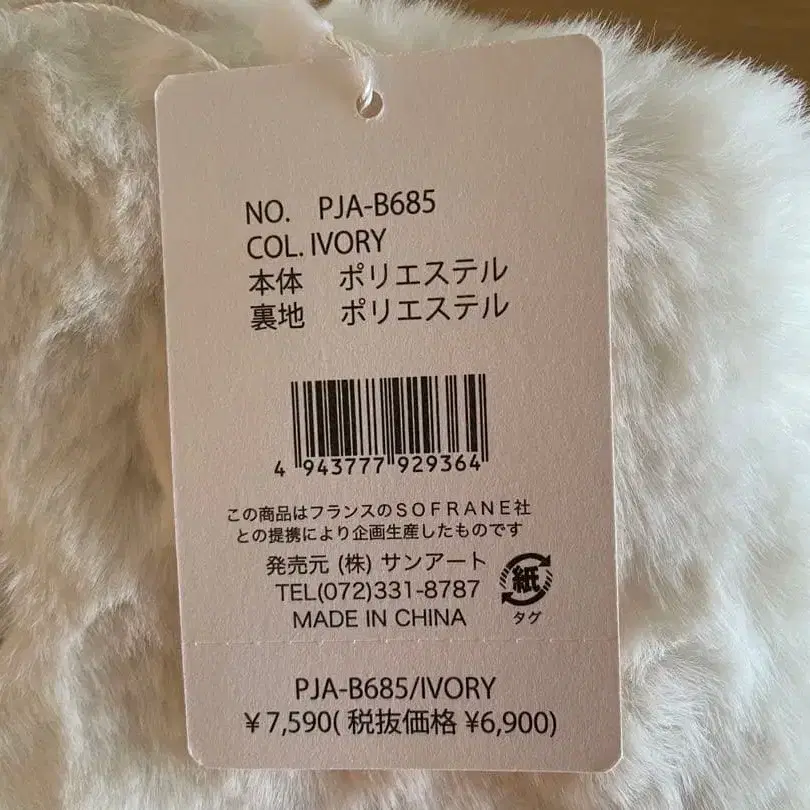 NO. PJA-B685
COL. IVORY
本体 ポリエステル
裏地 ポリエステル
4 943777 929364
この商品はフランスのSOFRANE社
との提携により企画生産したものです
発売元 (株) サンアート
TEL(072)331-8787
MADE IN CHINA
紙
タグ
PJA-B685/IVORY
¥7,590(税抜価格 ¥6,900)